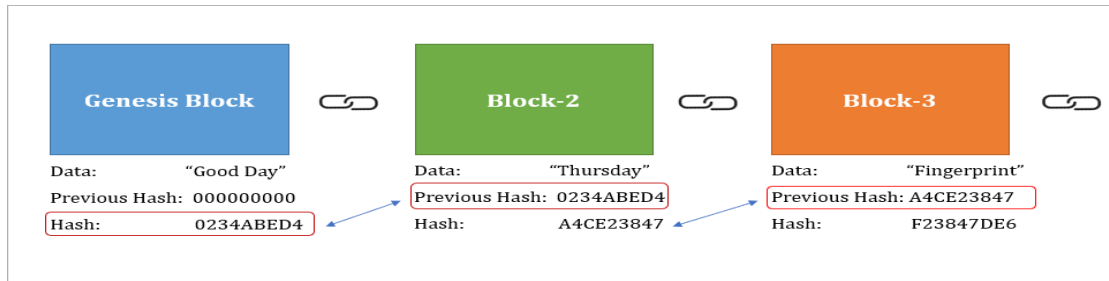 Genesis Block
Block-2
Block-3
Data: “Good Day”
Previous Hash: 000000000
Hash: 0234ABED4
Data: “Thursday”
Previous Hash: 0234ABED4
Hash: A4CE23847
Data: “Fingerprint”
Previous Hash: A4CE23847
Hash: F23847DE6